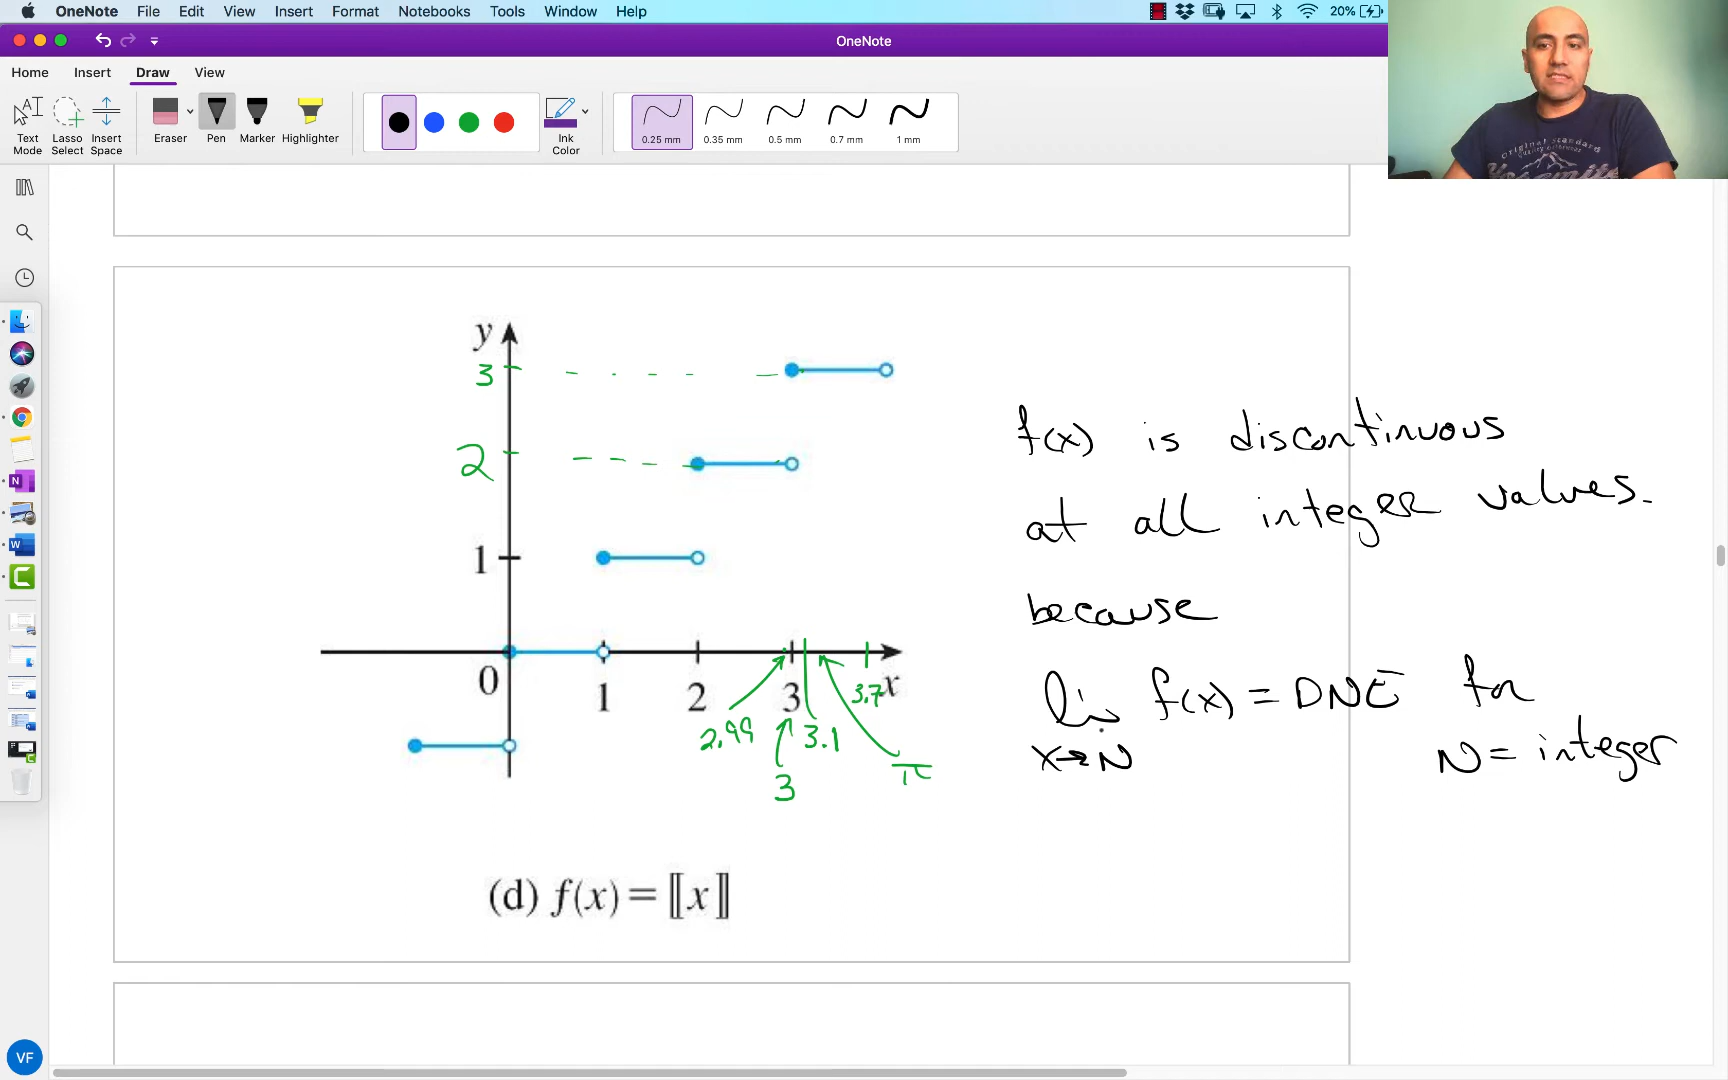 OneNote File Edit View Insert Format Notebooks Tools Window Help
20%
OneNote
Home Insert Draw View
Text Mode
Lasso Select
Insert Space
Eraser
Pen
Marker
Highlighter
Ink Color
0.25 mm
0.35 mm
0.5 mm
0.7 mm
1 mm
Original standard
Yosemite
y
3
2
1
0
1 2 3 x
2.99
3
3.1
3.7
π
(d) f(x) = ⟦x⟧
f(x) is discontinuous
at all integer values.
because
lim f(x) = DNE for
x→N N = integer
VF